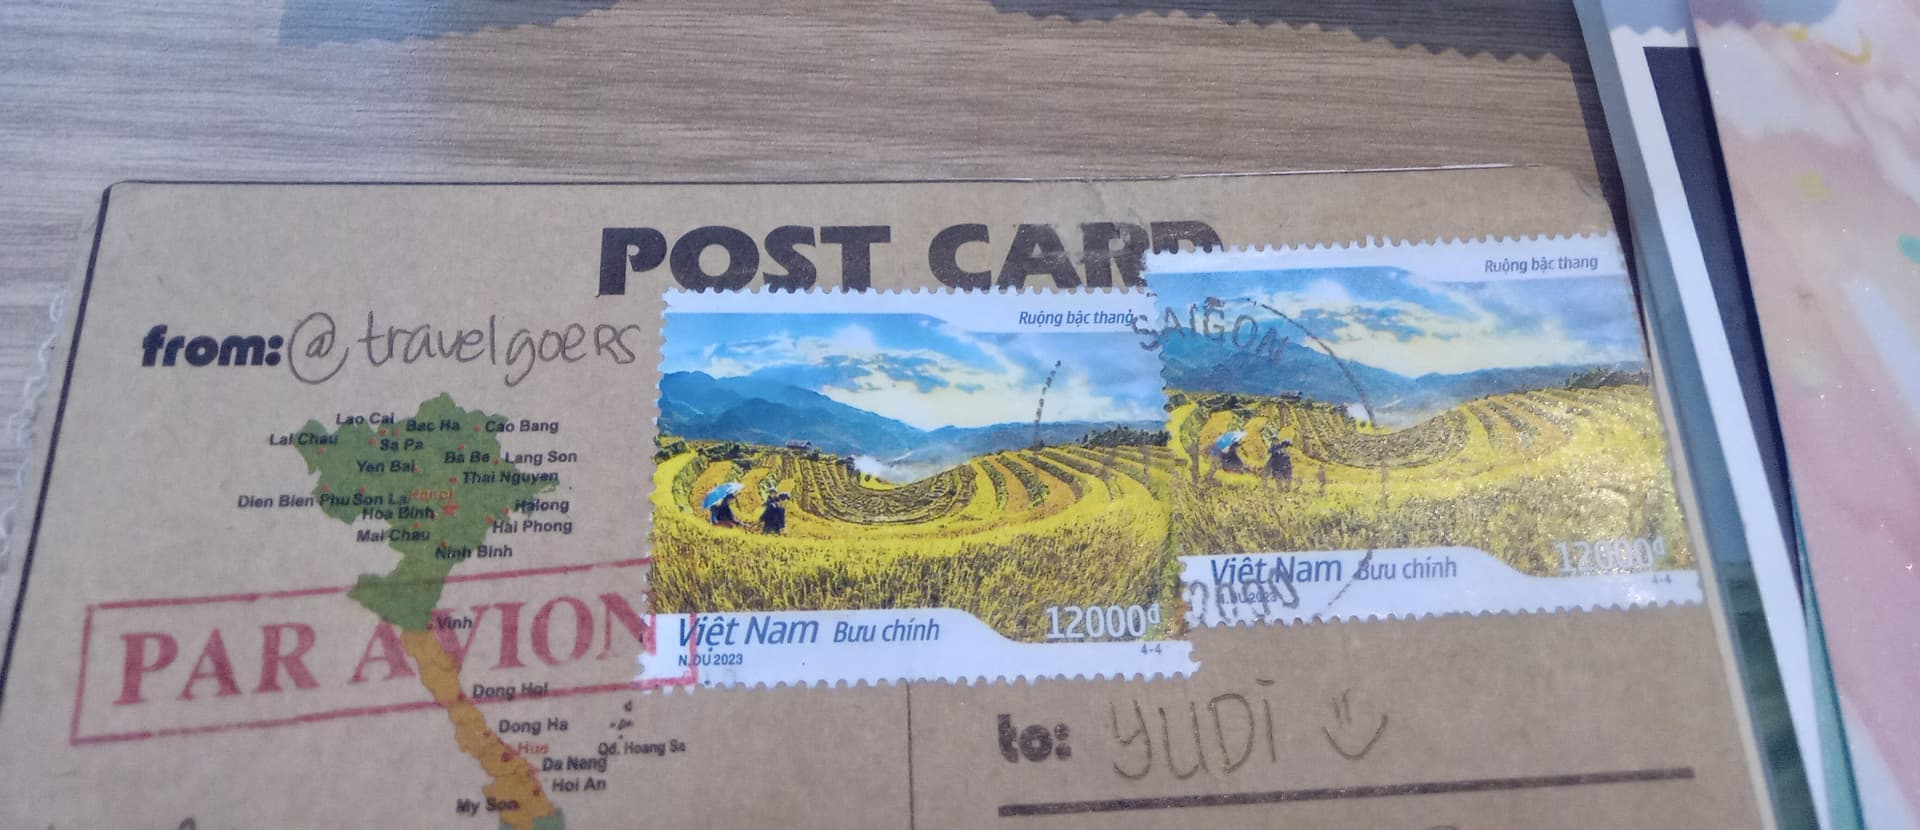 POST CARD
from: @travelgoeRS
Ruộng bậc thang
Ruộng bậc thang
SAIGON
Lao Cai
Bac Ha
Cao Bang
Lai Chau
Sa Pa
Yen Bai
Ba Be
Lang Son
Thai Nguyen
Dien Bien Phu
Son La
Hanoi
Hoa Binh
Halong
Mai Chau
Hai Phong
Ninh Binh
Việt Nam Bưu chính
12000đ
4-4
N.DU 2023
Việt Nam Bưu chính
12000đ
4-4
N.DU 2023
PAR AVION
Vinh
Dong Hoi
Dong Ha
Hue
Qd. Hoang Sa
Da Nang
Hoi An
My Son
to: YUDI